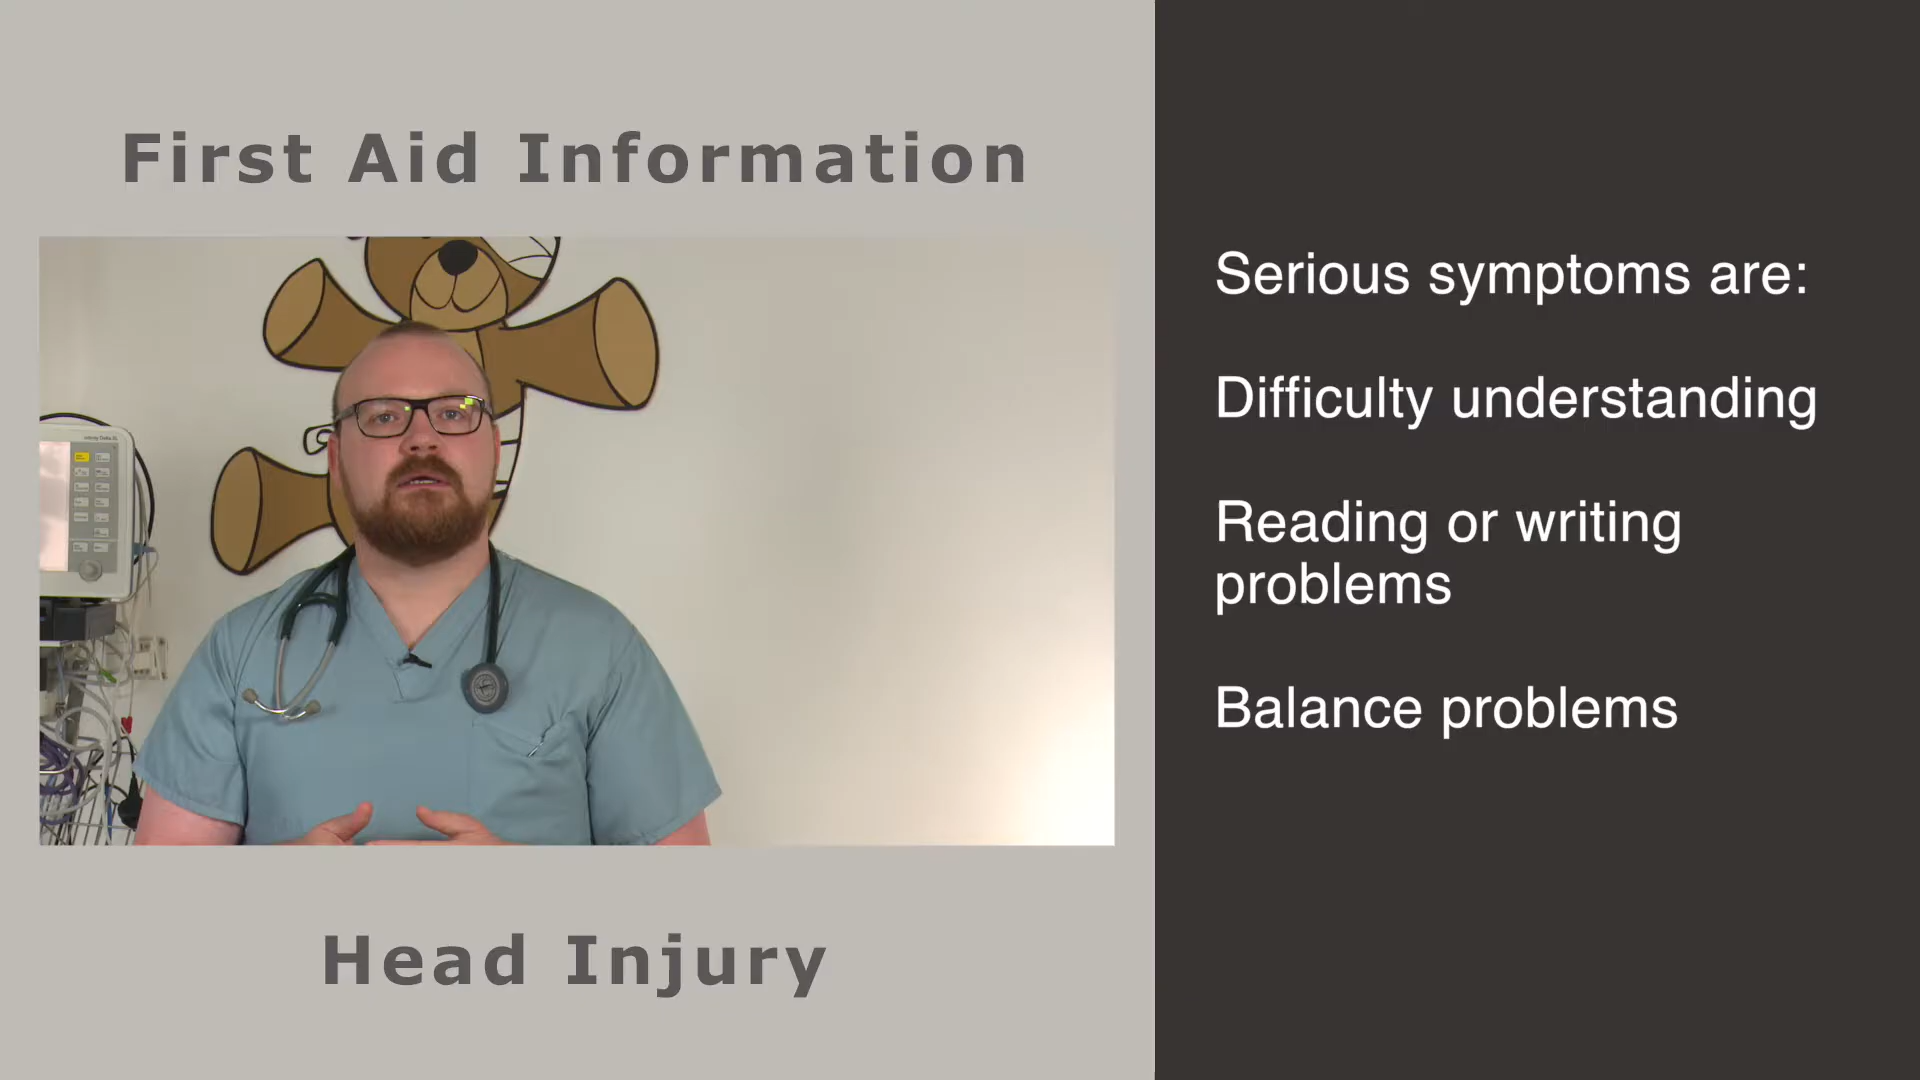 First Aid Information
Serious symptoms are:
Difficulty understanding
Reading or writing
problems
Balance problems
Head Injury